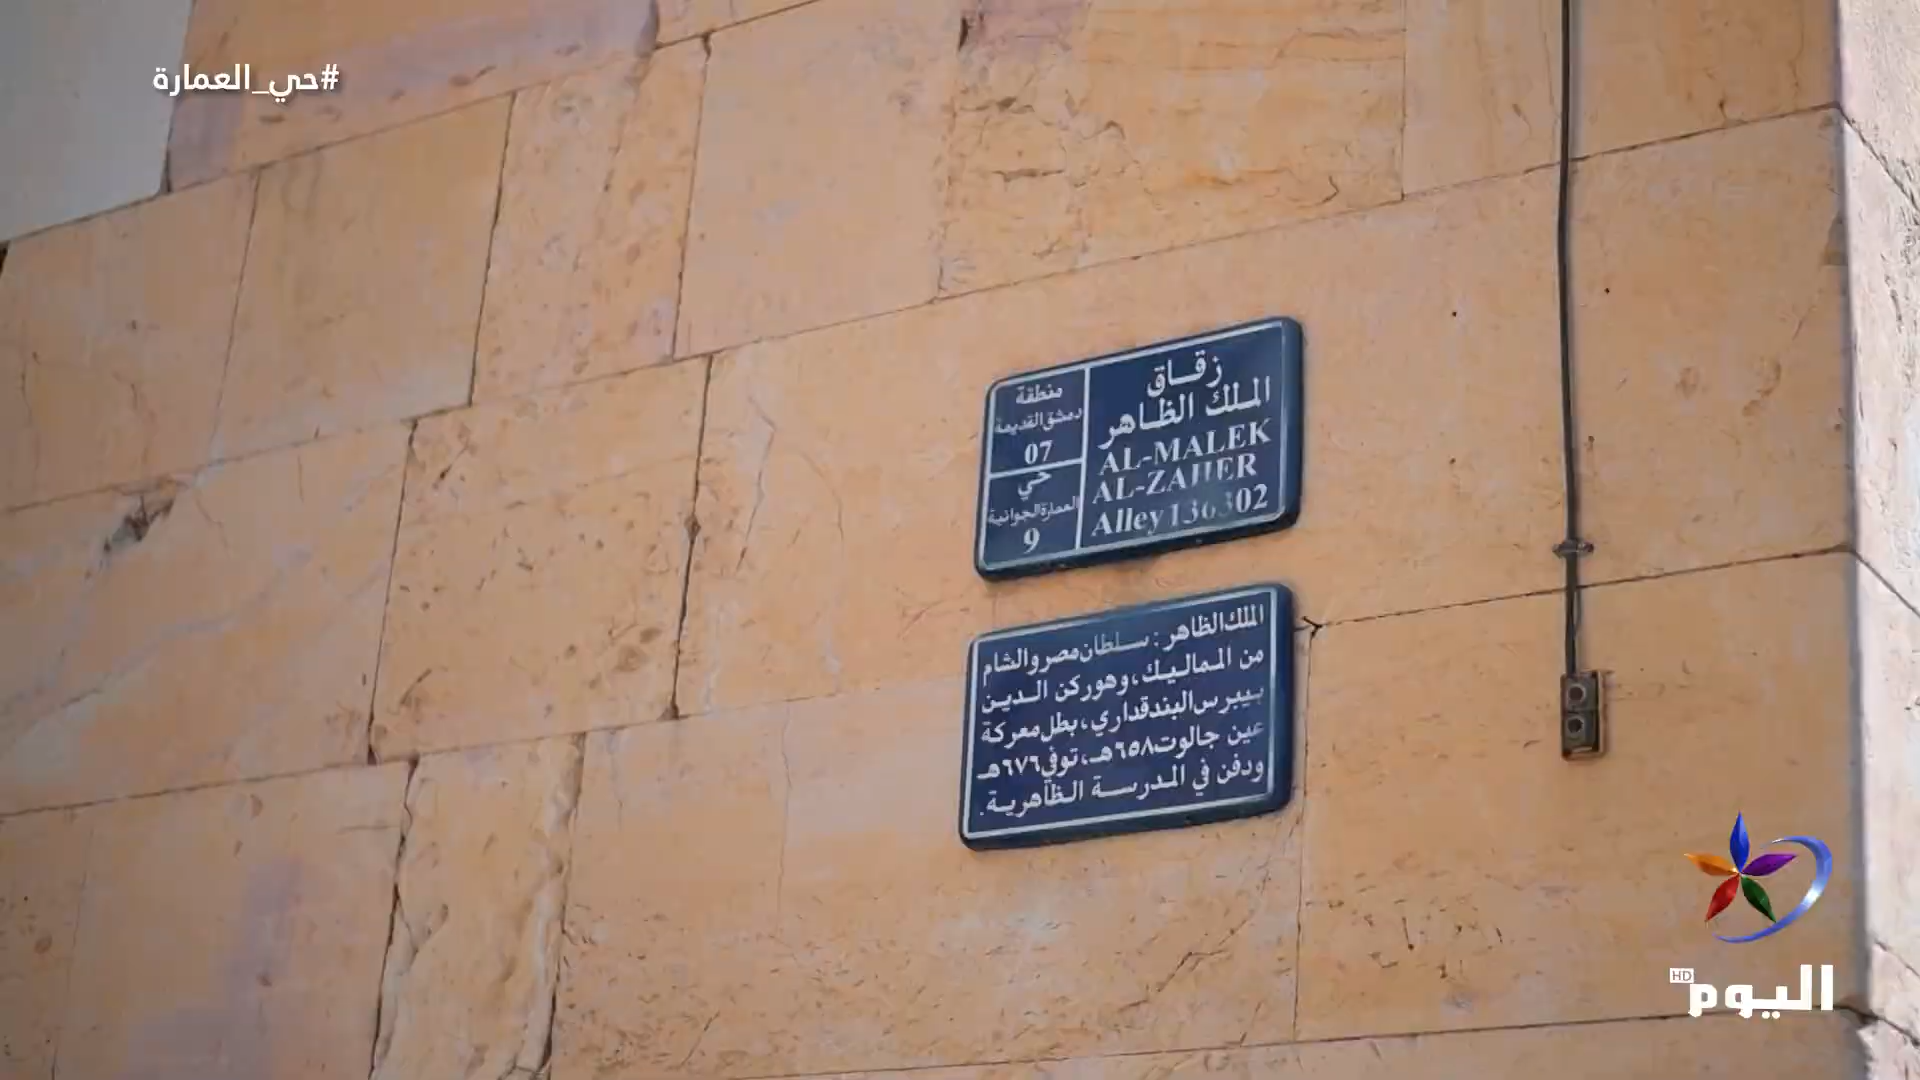 #حي_العمارة
زقاق
الملك الظاهر
AL-MALEK
AL-ZAHER
Alley 136302
منطقة
دمشق القديمة
07
حي
العمارة الجوانية
9
الملك الظاهر: سلطان مصر والشام
من المماليك، وهو ركن الدين
بيبرس البندقداري، بطل معركة
عين جالوت ٦٥٨هـ، توفي ٦٧٦هـ
ودفن في المدرسة الظاهرية.
HD
اليوم